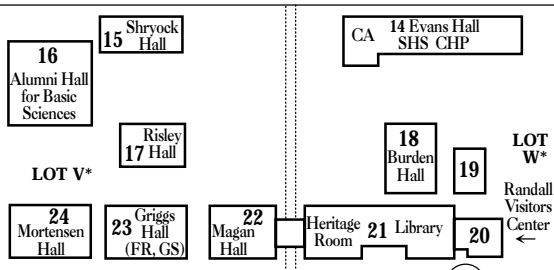 15 Shryock
Hall
16
Alumni Hall
for Basic
Sciences
CA
14 Evans Hall
SHS CHP
Risley
17 Hall
LOT V*
18
Burden
Hall
19
LOT
W*
Randall
Visitors
Center
←
24
Mortensen
Hall
23 Griggs
Hall
(FR, GS)
22
Magan
Hall
Heritage
Room
21 Library
20